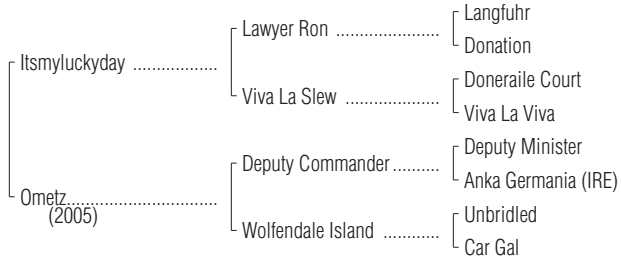 Langfuhr
Lawyer Ron ..................
Donation
Itsmyluckyday ..................
Doneraile Court
Viva La Slew ..................
Viva La Viva
Deputy Minister
Deputy Commander..........
Anka Germania (IRE)
Ometz................................
(2005)
Unbridled
Wolfendale Island ............
Car Gal